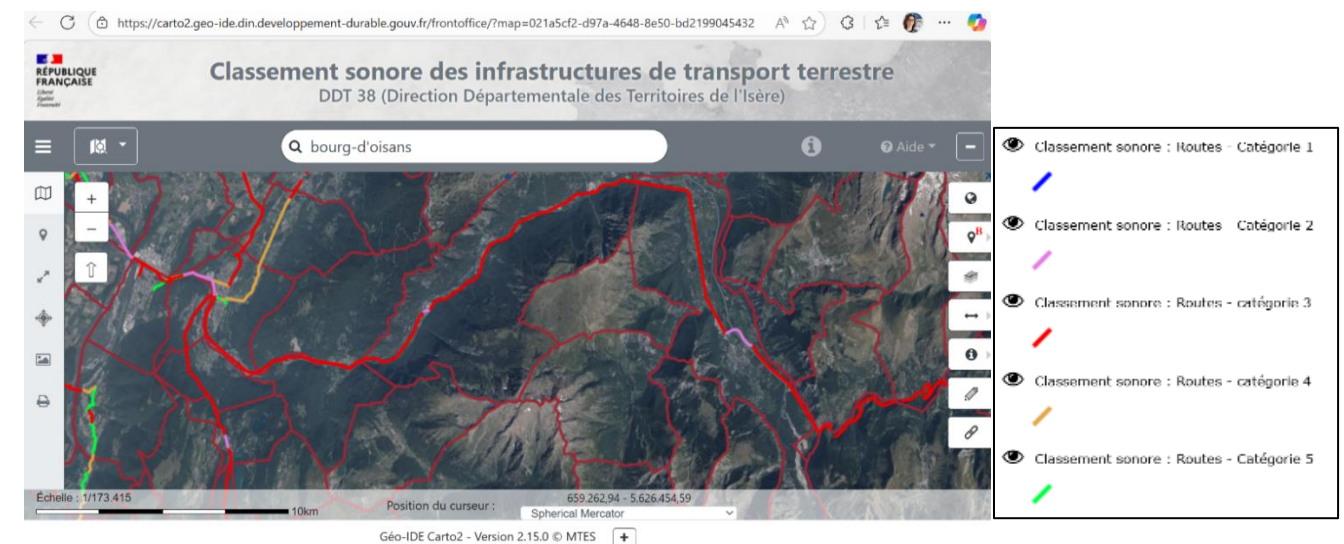 https://carto2.geo-ide.din.developpement-durable.gouv.fr/frontoffice/?map=021a5cf2-d97a-4648-8e50-bd2199045432
RÉPUBLIQUE
FRANÇAISE
Liberté
Égalité
Fraternité
Classement sonore des infrastructures de transport terrestre
DDT 38 (Direction Départementale des Territoires de l'Isère)
bourg-d'oisans
Aide
+
−
B
Échelle : 1/173.415
10km
Position du curseur :
659.262,94 - 5.626.454,59
Spherical Mercator
Géo-IDE Carto2 - Version 2.15.0 © MTES
+
Classement sonore : Routes - Catégorie 1
Classement sonore : Routes - Catégorie 2
Classement sonore : Routes - catégorie 3
Classement sonore : Routes - catégorie 4
Classement sonore : Routes - Catégorie 5